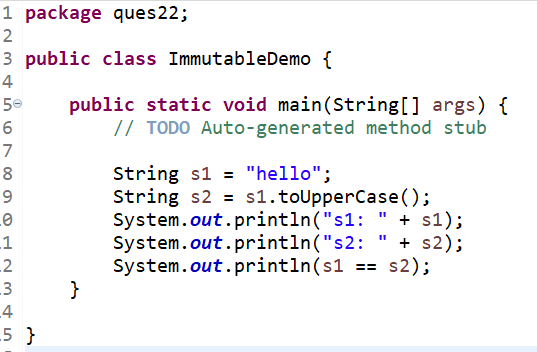 1 package ques22;
2
3 public class ImmutableDemo {
4
5     public static void main(String[] args) {
6         // TODO Auto-generated method stub
7
8         String s1 = "hello";
9         String s2 = s1.toUpperCase();
0         System.out.println("s1: " + s1);
1         System.out.println("s2: " + s2);
2         System.out.println(s1 == s2);
3     }
4
5 }